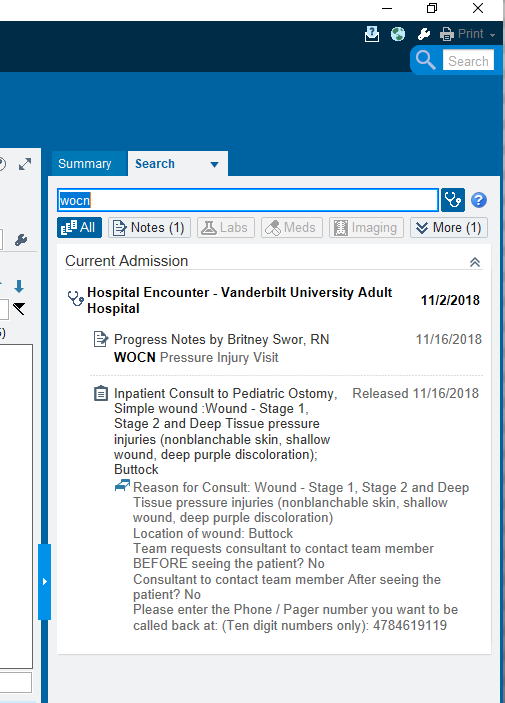 Print
Search
Summary
Search
wocn
?
All
Notes (1)
Labs
Meds
Imaging
More (1)
Current Admission
Hospital Encounter - Vanderbilt University Adult
Hospital
11/2/2018
Progress Notes by Britney Swor, RN
11/16/2018
WOCN Pressure Injury Visit
Inpatient Consult to Pediatric Ostomy,
Released 11/16/2018
Simple wound :Wound - Stage 1,
Stage 2 and Deep Tissue pressure
injuries (nonblanchable skin, shallow
wound, deep purple discoloration);
Buttock
Reason for Consult: Wound - Stage 1, Stage 2 and Deep
Tissue pressure injuries (nonblanchable skin, shallow
wound, deep purple discoloration)
Location of wound: Buttock
Team requests consultant to contact team member
BEFORE seeing the patient? No
Consultant to contact team member After seeing the
patient? No
Please enter the Phone / Pager number you want to be
called back at: (Ten digit numbers only): 4784619119